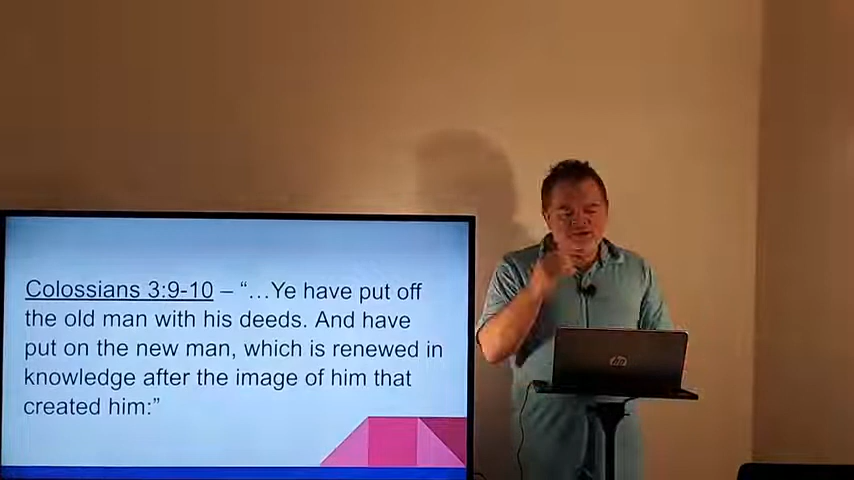 Colossians 3:9-10 – “…Ye have put off
the old man with his deeds. And have
put on the new man, which is renewed in
knowledge after the image of him that
created him:”
hp